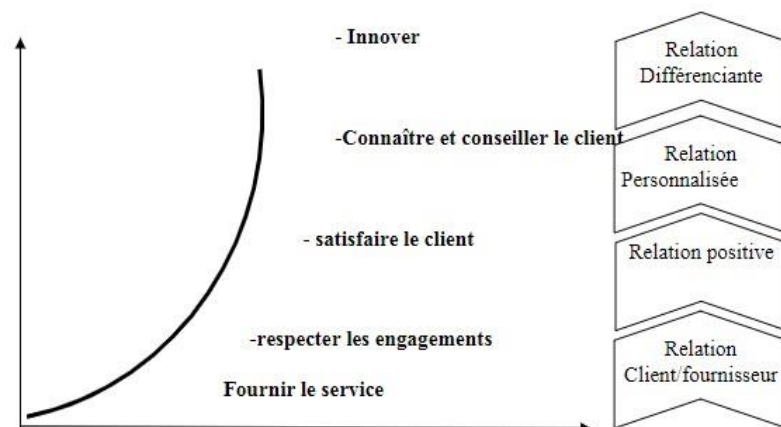 - Innover
-Connaître et conseiller le client
- satisfaire le client
-respecter les engagements
Fournir le service
Relation
Différenciante
Relation
Personnalisée
Relation positive
Relation
Client/fournisseur